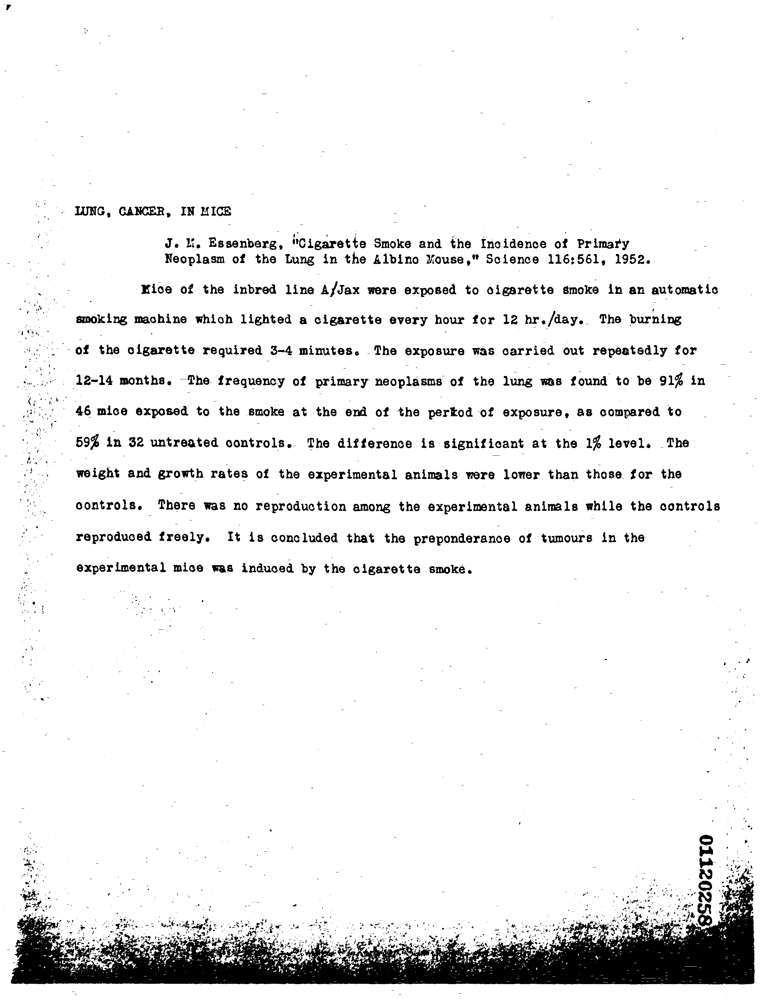 LUNG, CANCER, IN MICE
J. M. Essenberg, "Cigarette Smoke and the Incidence of Primary
Neoplasm of the Lung in the Albino Mouse," Science 116:561, 1952.
Mice of the inbred line A/Jax were exposed to cigarette smoke in an automatic
smoking machine which lighted a cigarette every hour for 12 hr./day. The burning
of the cigarette required 3-4 minutes. The exposure was carried out repeatedly for
12-14 months. The frequency of primary neoplasms of the lung was found to be 91% in
46 mice exposed to the smoke at the end of the period of exposure, as compared to
59% in 32 untreated controls. The difference is significant at the 1% level. The
weight and growth rates of the experimental animals were lower than those for the
controls. There was no reproduction among the experimental animals while the controls
reproduced freely. It is concluded that the preponderance of tumours in the
experimental mice was induced by the cigarette smoke.
01120258